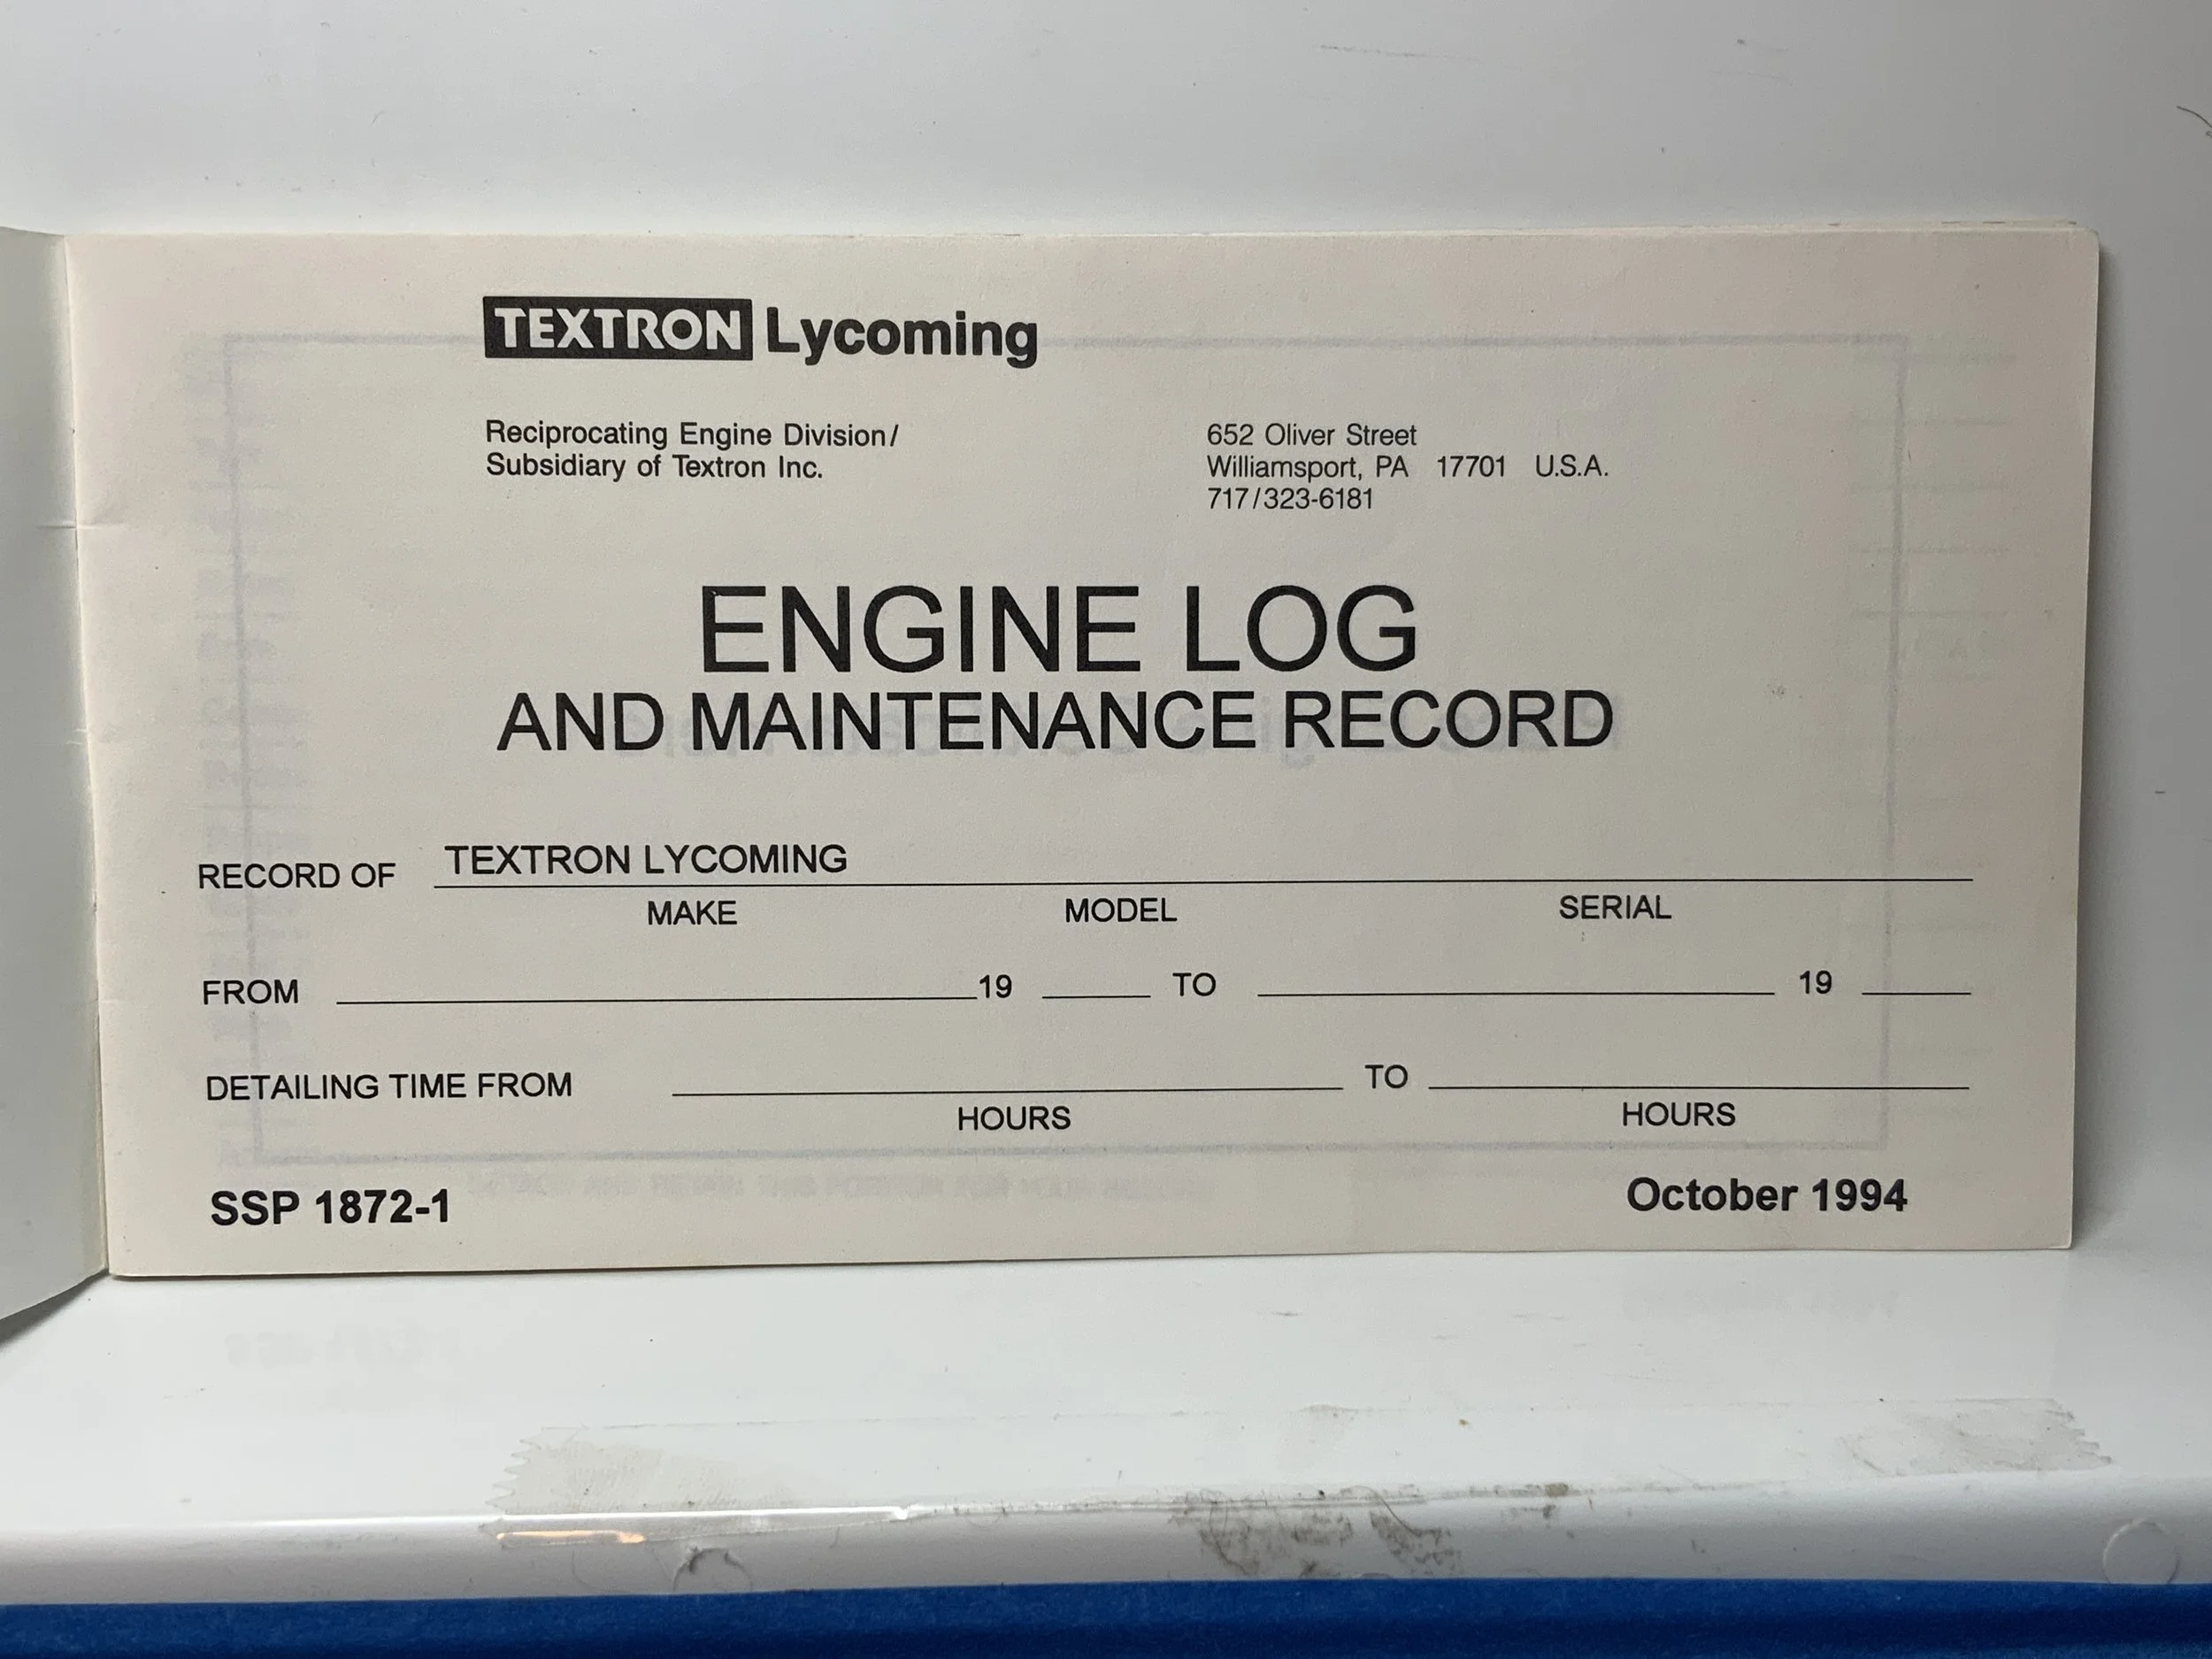 TEXTRON Lycoming
Reciprocating Engine Division/
Subsidiary of Textron Inc.
652 Oliver Street
Williamsport, PA 17701 U.S.A.
717/323-6181
ENGINE LOG
AND MAINTENANCE RECORD
RECORD OF TEXTRON LYCOMING
MAKE MODEL SERIAL
FROM 19 TO 19
DETAILING TIME FROM TO
HOURS HOURS
SSP 1872-1 October 1994